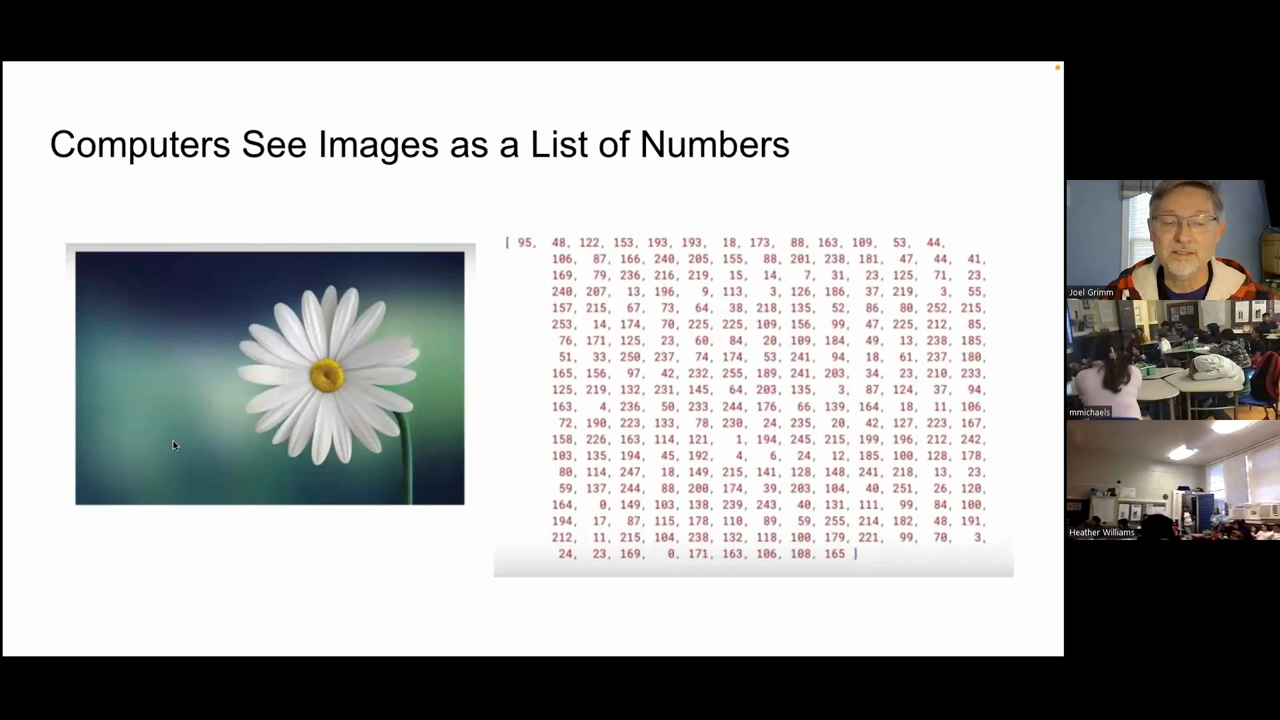 Computers See Images as a List of Numbers
[ 95, 48, 122, 153, 193, 193, 18, 173, 88, 163, 109, 53, 44,
106, 87, 166, 240, 205, 155, 88, 201, 238, 181, 47, 44, 41,
169, 79, 236, 216, 219, 15, 14, 7, 31, 23, 125, 71, 23,
240, 207, 13, 196, 9, 113, 3, 126, 186, 37, 219, 3, 55,
157, 215, 67, 73, 64, 38, 218, 135, 52, 86, 80, 252, 215,
253, 14, 174, 70, 225, 225, 109, 156, 99, 47, 225, 212, 85,
76, 171, 125, 23, 60, 84, 20, 109, 184, 49, 13, 238, 185,
51, 33, 250, 237, 74, 174, 53, 241, 94, 18, 61, 237, 180,
165, 156, 97, 42, 232, 255, 189, 241, 203, 34, 23, 210, 233,
125, 219, 132, 231, 145, 64, 203, 135, 3, 87, 124, 37, 94,
163, 4, 236, 50, 233, 244, 176, 66, 139, 164, 18, 11, 106,
72, 190, 223, 133, 78, 230, 24, 235, 20, 42, 127, 223, 167,
158, 226, 163, 114, 121, 1, 194, 245, 215, 199, 196, 212, 242,
103, 135, 194, 45, 192, 4, 6, 24, 12, 185, 100, 128, 178,
80, 114, 247, 18, 149, 215, 141, 128, 148, 241, 218, 13, 23,
59, 137, 244, 88, 200, 174, 39, 203, 104, 40, 251, 26, 120,
164, 0, 149, 103, 138, 239, 243, 40, 131, 111, 99, 84, 100,
194, 17, 87, 115, 178, 110, 89, 59, 255, 214, 182, 48, 191,
212, 11, 215, 104, 238, 132, 118, 100, 179, 221, 99, 70, 3,
24, 23, 169, 0, 171, 163, 106, 108, 165 ]
Joel Grimm
mmichaels
Heather Williams